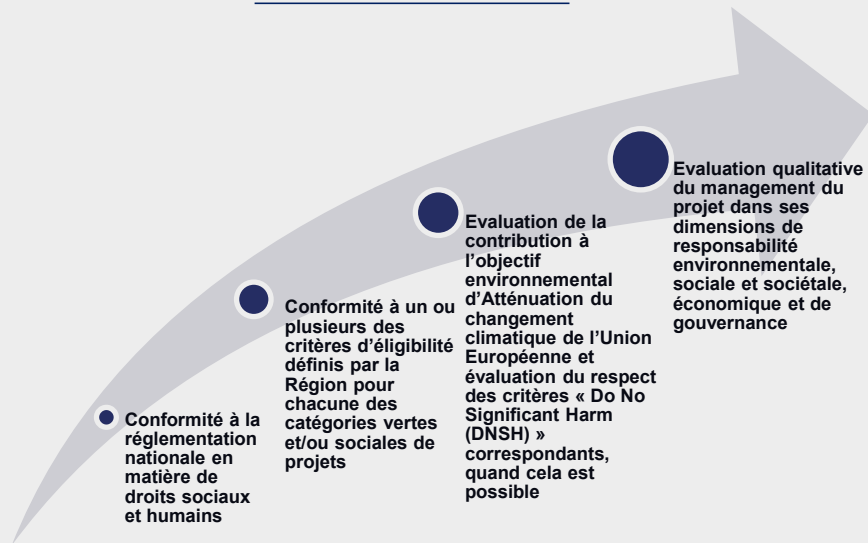 Conformité à la
réglementation
nationale en
matière de
droits sociaux
et humains
Conformité à un ou
plusieurs des
critères d'éligibilité
définis par la
Région pour
chacune des
catégories vertes
et/ou sociales de
projets
Evaluation de la
contribution à
l’objectif
environnemental
d’Atténuation du
changement
climatique de l’Union
Européenne et
évaluation du respect
des critères « Do No
Significant Harm
(DNSH) »
correspondants,
quand cela est
possible
Evaluation qualitative
du management du
projet dans ses
dimensions de
responsabilité
environnementale,
sociale et sociétale,
économique et de
gouvernance